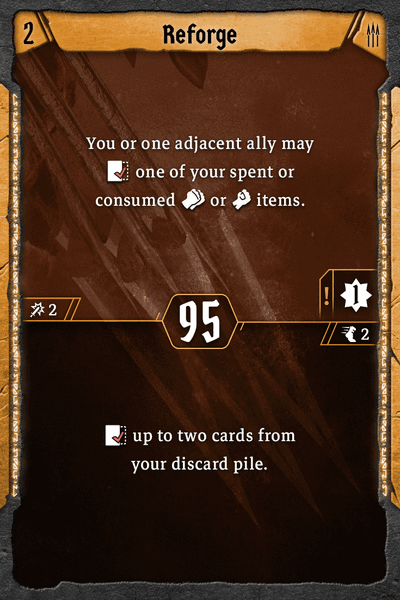 2
Reforge
You or one adjacent ally may
one of your spent or
consumed or items.
! 1
2
95
2
up to two cards from
your discard pile.